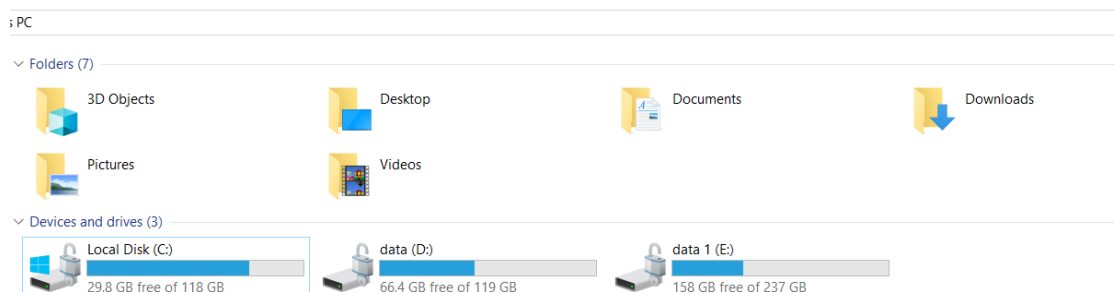 s PC
Folders (7)
3D Objects
Desktop
Documents
Downloads
Pictures
Videos
Devices and drives (3)
Local Disk (C:)
29.8 GB free of 118 GB
data (D:)
66.4 GB free of 119 GB
data 1 (E:)
158 GB free of 237 GB